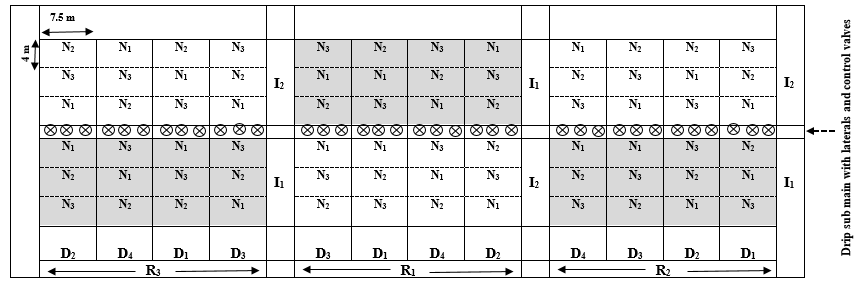 7.5 m
4 m
N2 N1 N2 N3 N3 N2 N3 N1 N1 N2 N2 N3
N3 N2 N1 N2 N1 N1 N2 N3 N2 N3 N1 N2
I2 I1 I2
N1 N3 N3 N1 N2 N3 N1 N2 N3 N1 N3 N1
Drip sub main with laterals and control valves
N1 N3 N1 N3 N1 N2 N3 N3 N1 N3 N1 N2
N2 N1 N3 N2 N3 N1 N2 N1 N2 N1 N3 N1
I1 I2 I1
N3 N2 N2 N1 N2 N3 N2 N1 N3 N2 N2 N3
D2 D4 D1 D3 D3 D1 D4 D2 D4 D3 D2 D1
R3 R1 R2